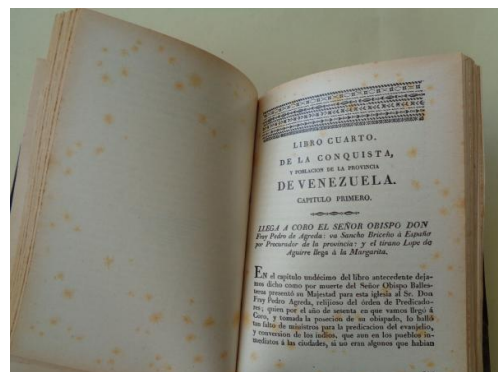 LIBRO CUARTO.
DE LA CONQUISTA,
Y POBLACION DE LA PROVINCIA
DE VENEZUELA.
CAPITULO PRIMERO.
LLEGA A CORO EL SEÑOR OBISPO DON
Fray Pedro de Agreda: va Sancho Briceño á España
por Procurador de la provincia; y el tirano Lope de
Aguirre llega á la Margarita.
EN el capítulo undécimo del libro antecedente deja-
mos dicho como por muerte del Señor Obispo Balles-
teros presentó su Majestad para esta iglesia al Sr. Don
Frey Pedro Agreda, relijioso del órden de Predicado-
res; quien por el año de sesenta en que vamos llegó á
Coro, y tomada la posecion de su obispado, lo halló
tan falto de ministros para la predicacion del evanjelio,
y conversion de los indios, que aun en los pueblos in-
mediatos á las ciudades, si no eran algunos que habian